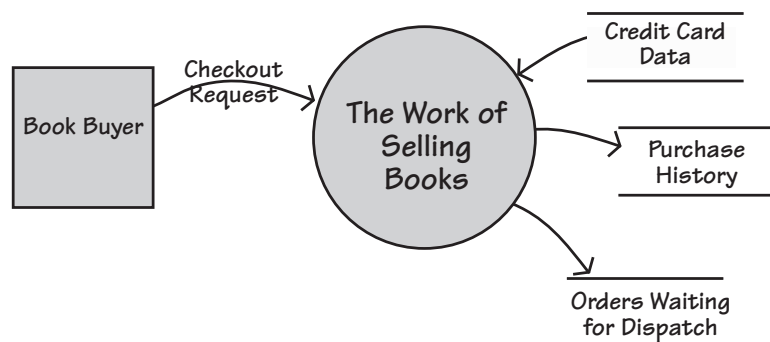 Book Buyer
Checkout
Request
The Work of
Selling
Books
Credit Card
Data
Purchase
History
Orders Waiting
for Dispatch